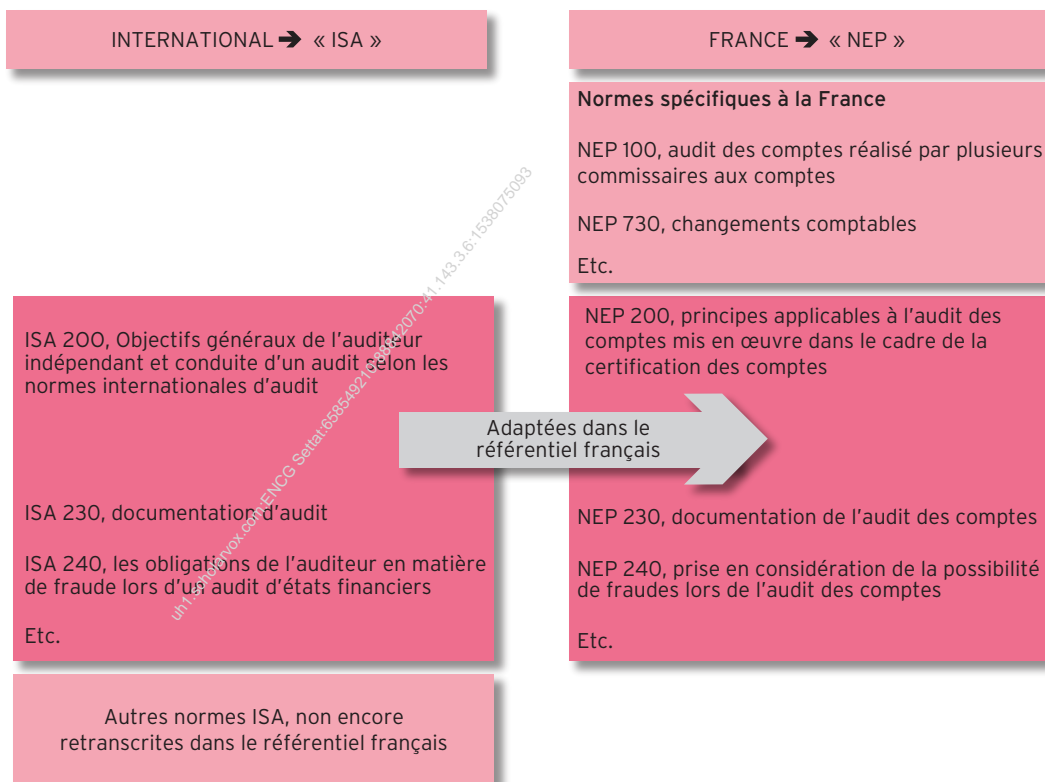 INTERNATIONAL ➔ « ISA »
FRANCE ➔ « NEP »
Normes spécifiques à la France
NEP 100, audit des comptes réalisé par plusieurs
commissaires aux comptes
NEP 730, changements comptables
Etc.
ISA 200, Objectifs généraux de l'auditeur
indépendant et conduite d'un audit selon les
normes internationales d'audit
NEP 200, principes applicables à l'audit des
comptes mis en œuvre dans le cadre de la
certification des comptes
Adaptées dans le
référentiel français
ISA 230, documentation d'audit
ISA 240, les obligations de l'auditeur en matière
de fraude lors d'un audit d'états financiers
Etc.
NEP 230, documentation de l'audit des comptes
NEP 240, prise en considération de la possibilité
de fraudes lors de l'audit des comptes
Etc.
Autres normes ISA, non encore
retranscrites dans le référentiel français